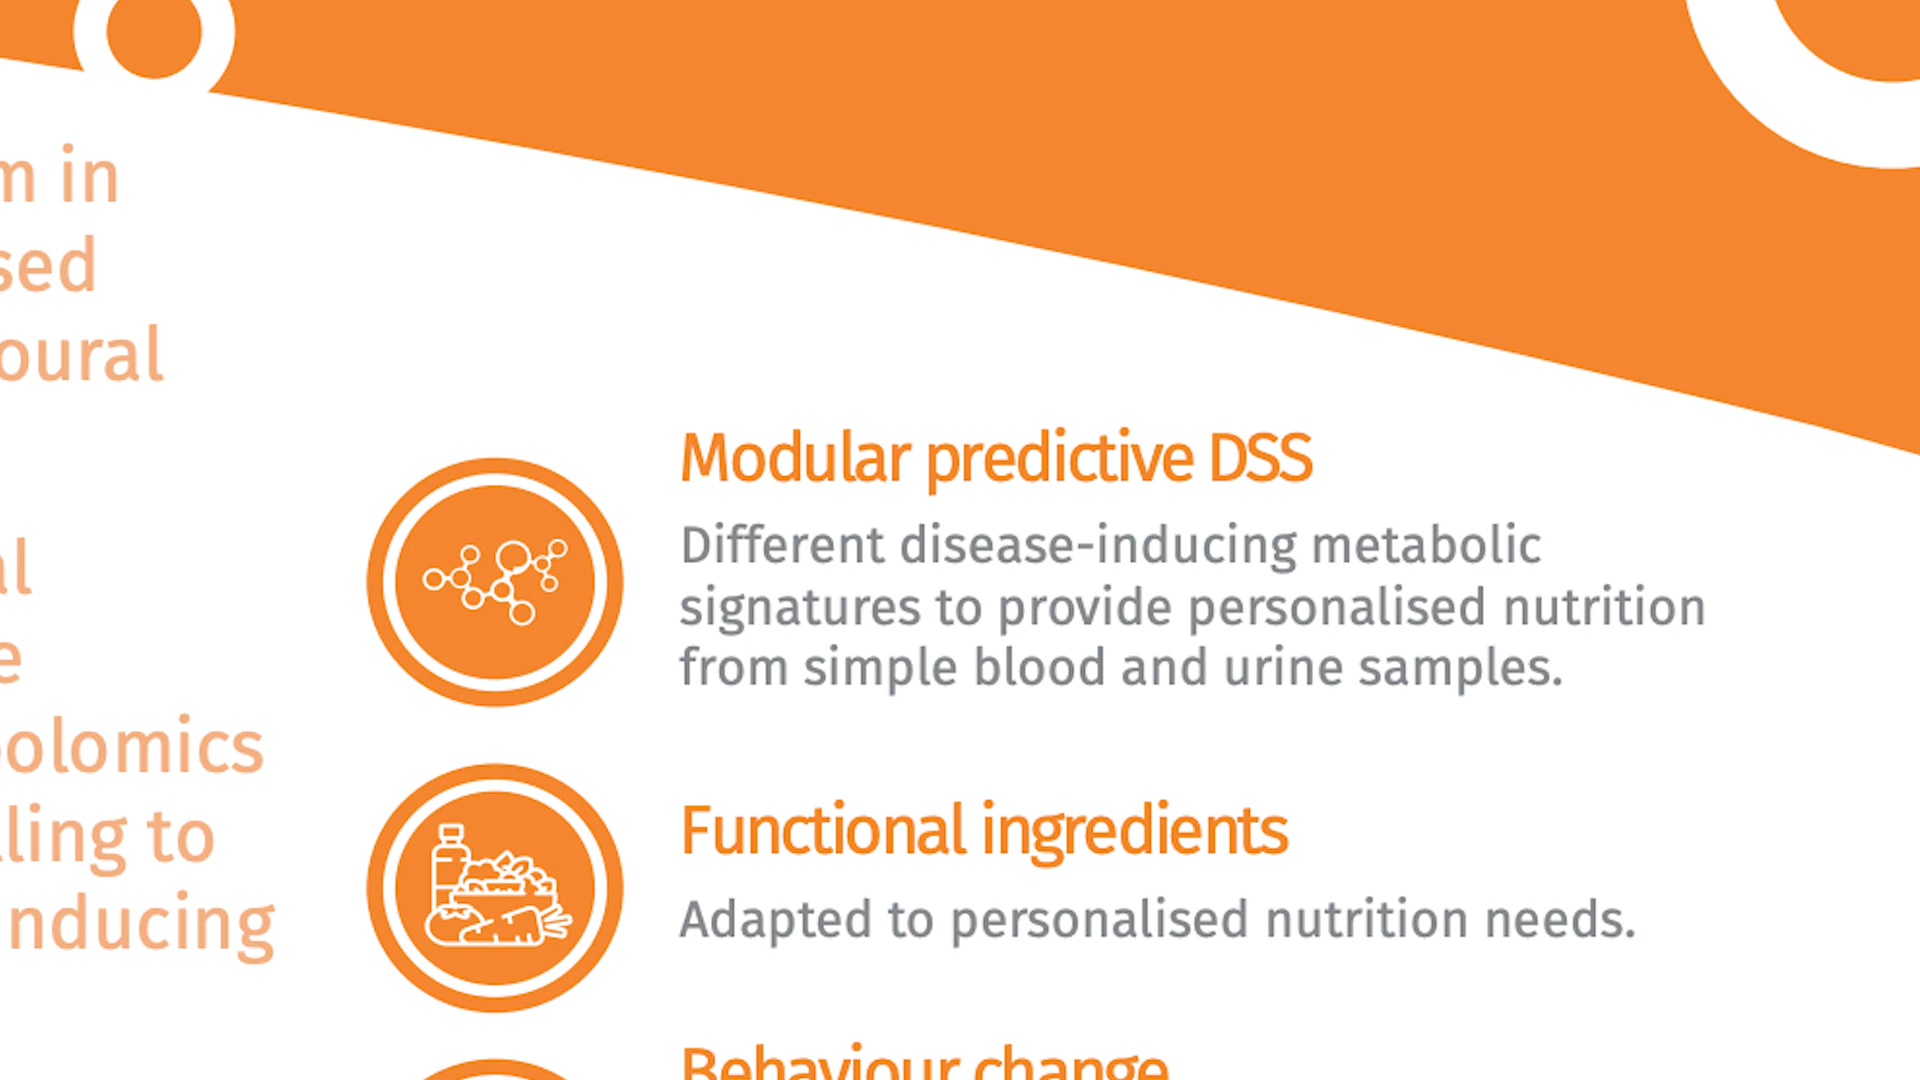 m in
sed
oural
al
e
olomics
ling to
nducing
Modular predictive DSS
Different disease-inducing metabolic
signatures to provide personalised nutrition
from simple blood and urine samples.
Functional ingredients
Adapted to personalised nutrition needs.
Behaviour change